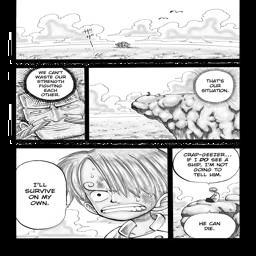 WE CAN'T
WASTE OUR
STRENGTH
FIGHTING
EACH
OTHER.
THAT'S
OUR
SITUATION.
I'LL
SURVIVE
ON MY
OWN.
CRAP-GEEZER...
IF I DO SEE A
SHIP, I'M NOT
GOING TO
TELL HIM.
HE CAN
DIE.